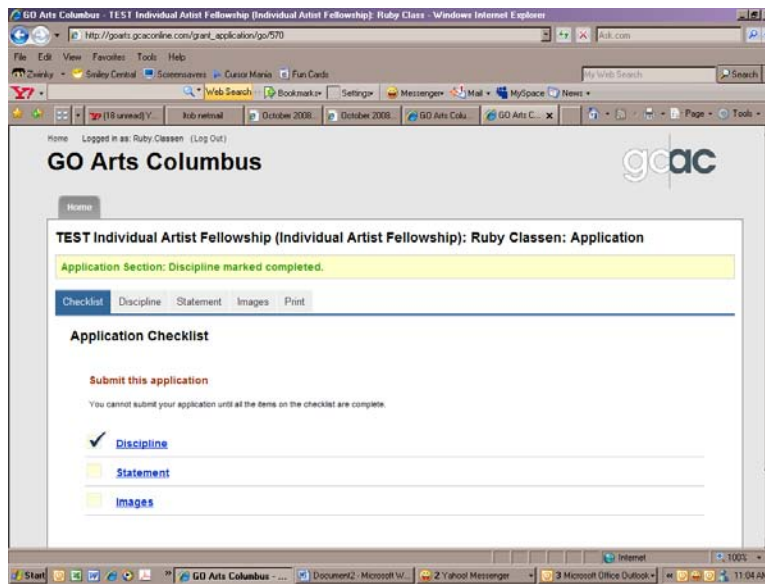 GO Arts Columbus - TEST Individual Artist Fellowship (Individual Artist Fellowship): Ruby Class - Windows Internet Explorer
http://goarts.gcaconline.com/grant_application/go/570
Ask.com
File Edit View Favorites Tools Help
Zwinky Smiley Central Screensavers Cursor Mania Fun Cards My Web Search Search
Web Search Bookmarks Settings Messenger Mail MySpace News
(18 unread) Y... October 2008... October 2008... GO Arts Colu... GO Arts C... Page Tools
Home Logged in as: Ruby Classen (Log Out)
GO Arts Columbus
gcac
Home
TEST Individual Artist Fellowship (Individual Artist Fellowship): Ruby Classen: Application
Application Section: Discipline marked completed.
Checklist Discipline Statement Images Print
Application Checklist
Submit this application
You cannot submit your application until all the items on the checklist are complete.
Discipline
Statement
Images
Internet 100%
Start GO Arts Columbus - ... Document2 - Microsoft W... 2 Yahoo! Messenger 3 Microsoft Office Outlook 11:04 AM